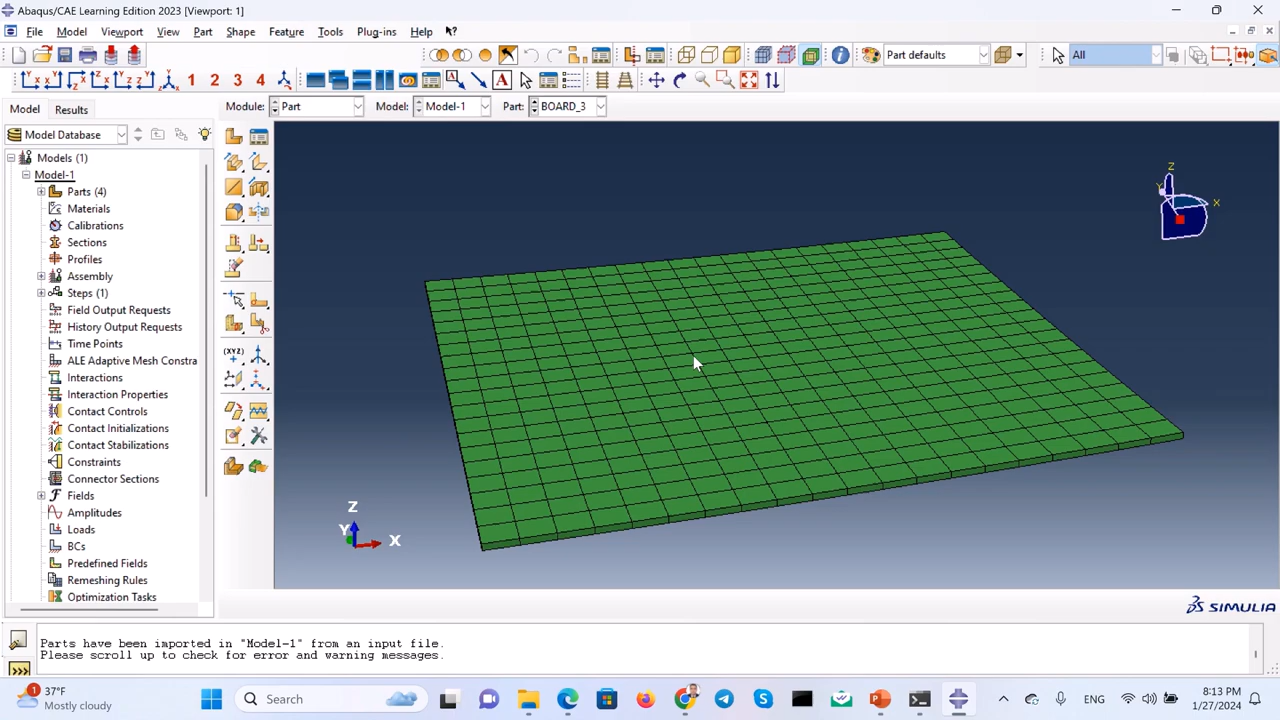 Abaqus/CAE Learning Edition 2023 [Viewport: 1]
File Model Viewport View Part Shape Feature Tools Plug-ins Help
Part defaults All
1 2 3 4 A
Model Results Module: Part Model: Model-1 Part: BOARD_3
Model Database
Models (1)
Model-1
Parts (4)
Materials
Calibrations
Sections
Profiles
Assembly
Steps (1)
Field Output Requests
History Output Requests
Time Points
ALE Adaptive Mesh Constra
Interactions
Interaction Properties
Contact Controls
Contact Initializations
Contact Stabilizations
Constraints
Connector Sections
Fields
Amplitudes
Loads
BCs
Predefined Fields
Remeshing Rules
Optimization Tasks
(XYZ)
Z
X
Z
Y
X
SIMULIA
Parts have been imported in "Model-1" from an input file.
Please scroll up to check for error and warning messages.
>>>
1
37°F
Mostly cloudy
Search
ENG
8:13 PM
1/27/2024